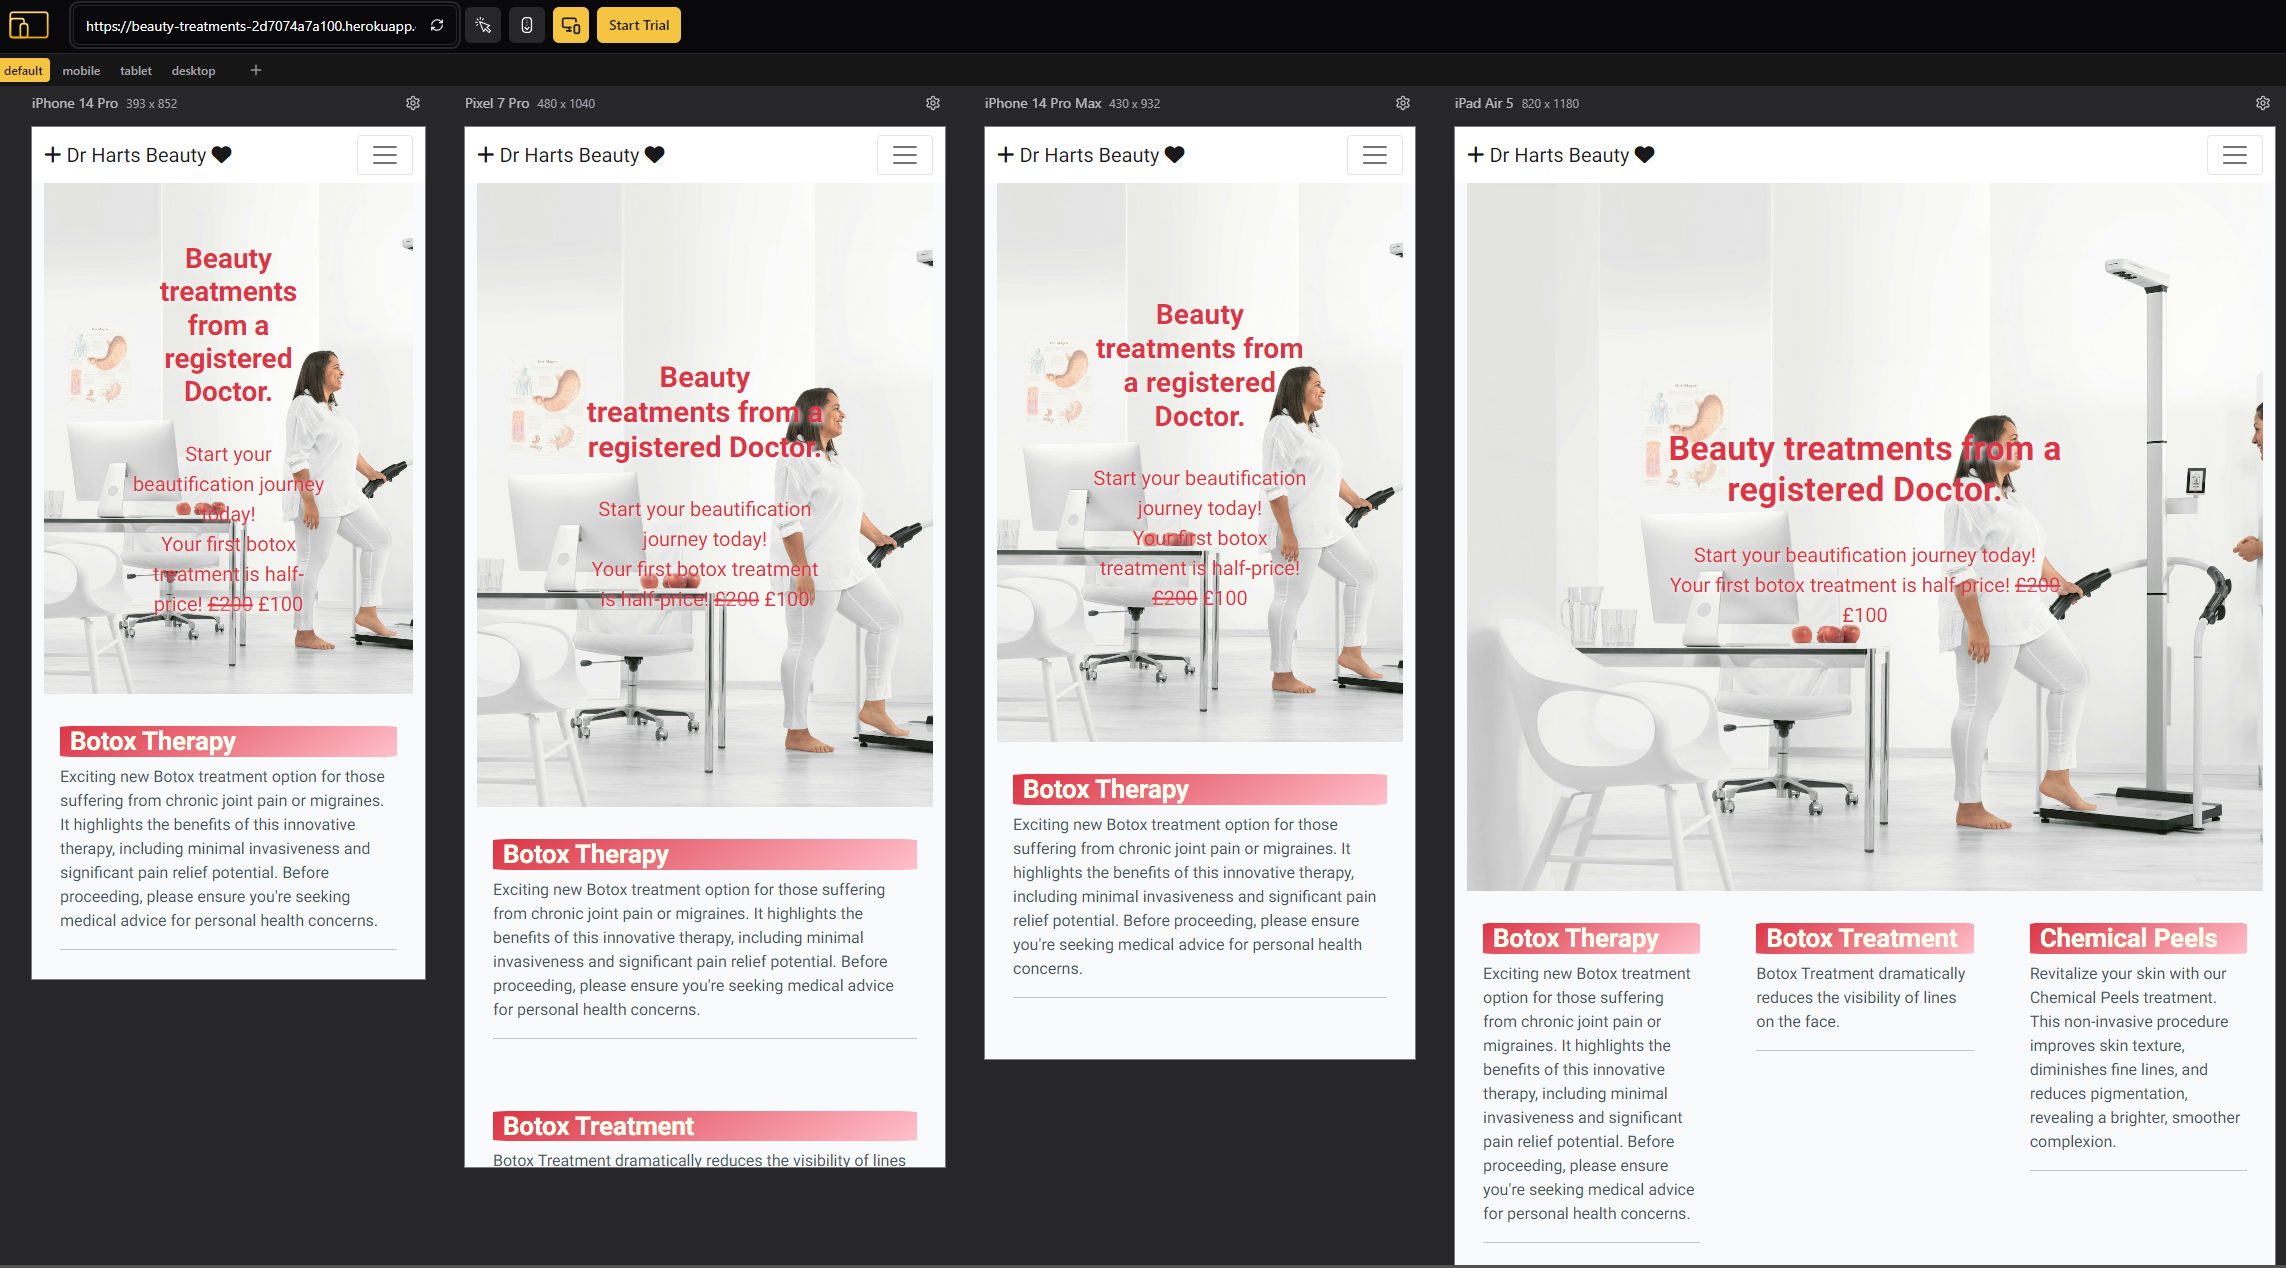 https://beauty-treatments-2d7074a7a100.herokuapp.
Start Trial
default
mobile
tablet
desktop
iPhone 14 Pro 393 x 852
Dr Harts Beauty
Beauty
treatments
from a
registered
Doctor.
Start your
beautification journey
today!
Your first botox
treatment is half-
price! £200 £100
Botox Therapy
Exciting new Botox treatment option for those
suffering from chronic joint pain or migraines.
It highlights the benefits of this innovative
therapy, including minimal invasiveness and
significant pain relief potential. Before
proceeding, please ensure you're seeking
medical advice for personal health concerns.
Pixel 7 Pro 480 x 1040
Dr Harts Beauty
Beauty
treatments from a
registered Doctor.
Start your beautification
journey today!
Your first botox treatment
is half-price! £200 £100
Botox Therapy
Exciting new Botox treatment option for those suffering
from chronic joint pain or migraines. It highlights the
benefits of this innovative therapy, including minimal
invasiveness and significant pain relief potential. Before
proceeding, please ensure you're seeking medical advice
for personal health concerns.
Botox Treatment
Botox Treatment dramatically reduces the visibility of lines
iPhone 14 Pro Max 430 x 932
Dr Harts Beauty
Beauty
treatments from
a registered
Doctor.
Start your beautification
journey today!
Your first botox
treatment is half-price!
£200 £100
Botox Therapy
Exciting new Botox treatment option for those
suffering from chronic joint pain or migraines. It
highlights the benefits of this innovative therapy,
including minimal invasiveness and significant pain
relief potential. Before proceeding, please ensure
you're seeking medical advice for personal health
concerns.
iPad Air 5 820 x 1180
Dr Harts Beauty
Beauty treatments from a
registered Doctor.
Start your beautification journey today!
Your first botox treatment is half-price! £200
£100
Botox Therapy
Exciting new Botox treatment
option for those suffering
from chronic joint pain or
migraines. It highlights the
benefits of this innovative
therapy, including minimal
invasiveness and significant
pain relief potential. Before
proceeding, please ensure
you're seeking medical advice
for personal health concerns.
Botox Treatment
Botox Treatment dramatically
reduces the visibility of lines
on the face.
Chemical Peels
Revitalize your skin with our
Chemical Peels treatment.
This non-invasive procedure
improves skin texture,
diminishes fine lines, and
reduces pigmentation,
revealing a brighter, smoother
complexion.